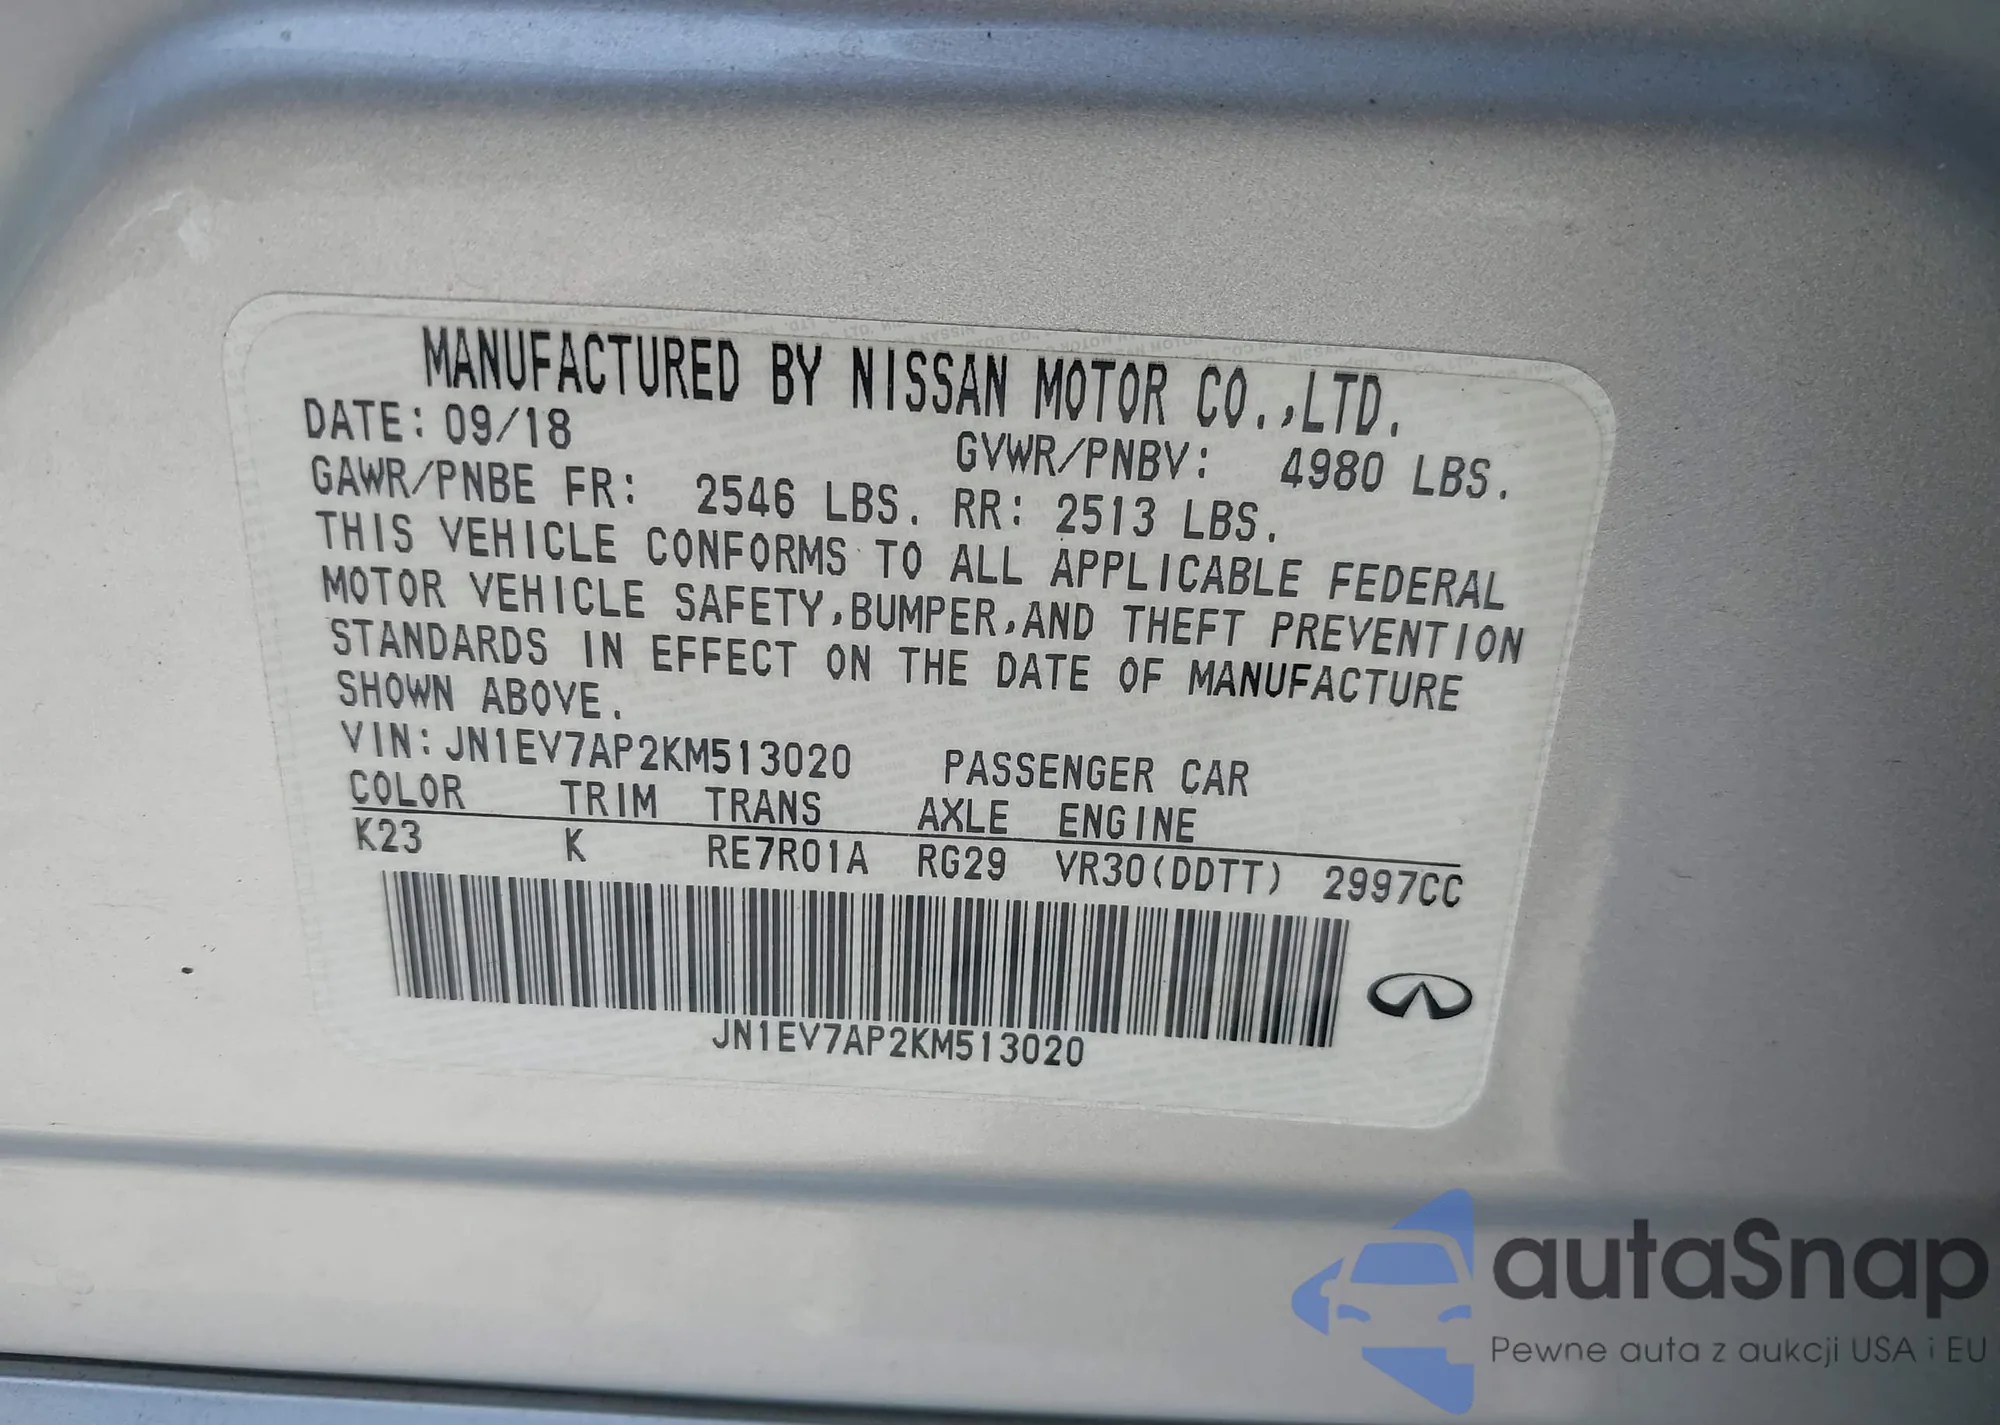 MANUFACTURED BY NISSAN MOTOR CO.,LTD.
DATE: 09/18 GVWR/PNBV: 4980 LBS.
GAWR/PNBE FR: 2546 LBS. RR: 2513 LBS.
THIS VEHICLE CONFORMS TO ALL APPLICABLE FEDERAL
MOTOR VEHICLE SAFETY,BUMPER,AND THEFT PREVENTION
STANDARDS IN EFFECT ON THE DATE OF MANUFACTURE
SHOWN ABOVE.
VIN: JN1EV7AP2KM513020 PASSENGER CAR
COLOR TRIM TRANS AXLE ENGINE
K23 K RE7R01A RG29 VR30(DDTT) 2997CC
JN1EV7AP2KM513020
autaSnap
Pewne auta z aukcji USA i EU